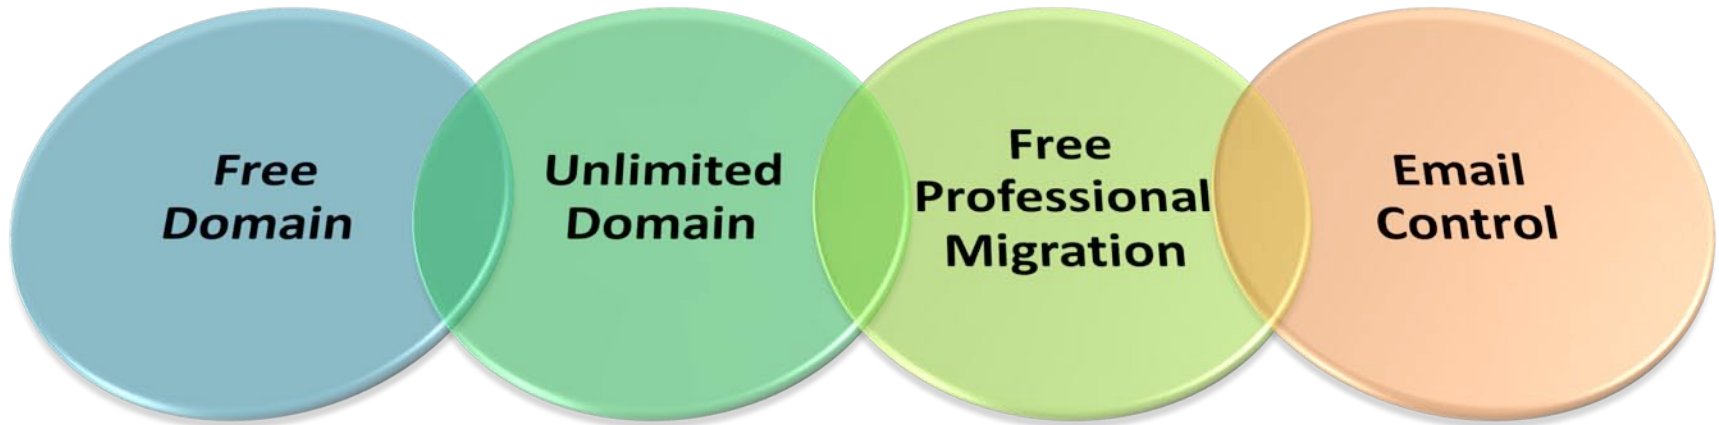 Free
Domain
Unlimited
Domain
Free
Professional
Migration
Email
Control